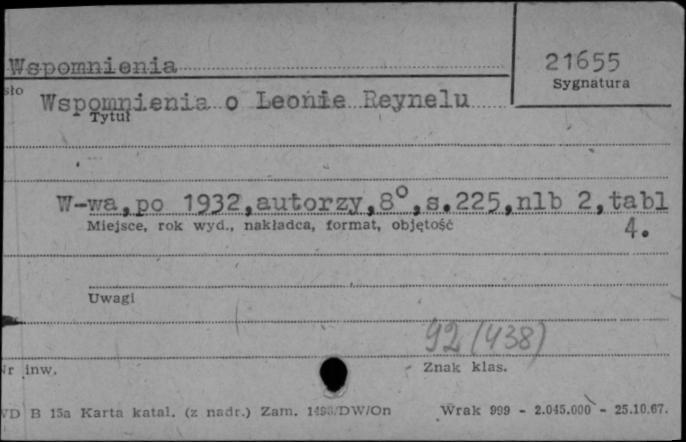 Wspomnienia
21655
Sygnatura
sło
Wspomnienia o Leonie Reynelu
Tytuł
W-wa, po 1932, autorzy, 8°, s. 225, nlb 2, tabl
4.
Miejsce, rok wyd., nakładca, format, objętość
Uwagi
92 (438)
Nr inw.
Znak klas.
B 15a Karta katal. (z nadr.) Zam. /DW/On Wrak 999 - 2.045.000 - 25.10.67.